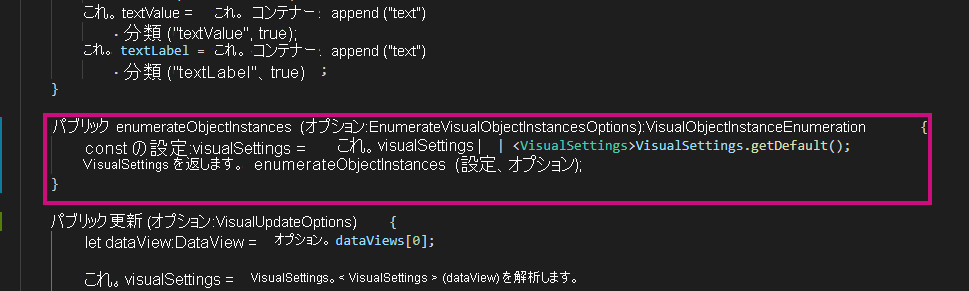 これ。textValue = これ。コンテナー: append ("text")
・分類 ("textValue", true);
これ。textLabel = これ。コンテナー: append ("text")
・分類 ("textLabel"、true) ;
}
パブリック enumerateObjectInstances (オプション:EnumerateVisualObjectInstancesOptions):VisualObjectInstanceEnumeration {
const の設定:visualSettings = これ。visualSettings | | <VisualSettings>VisualSettings.getDefault();
VisualSettings を返します。 enumerateObjectInstances (設定、オプション);
}
パブリック更新 (オプション:VisualUpdateOptions) {
let dataView:DataView = オプション。dataViews[0];
これ。visualSettings = VisualSettings。< VisualSettings > (dataView) を解析します。